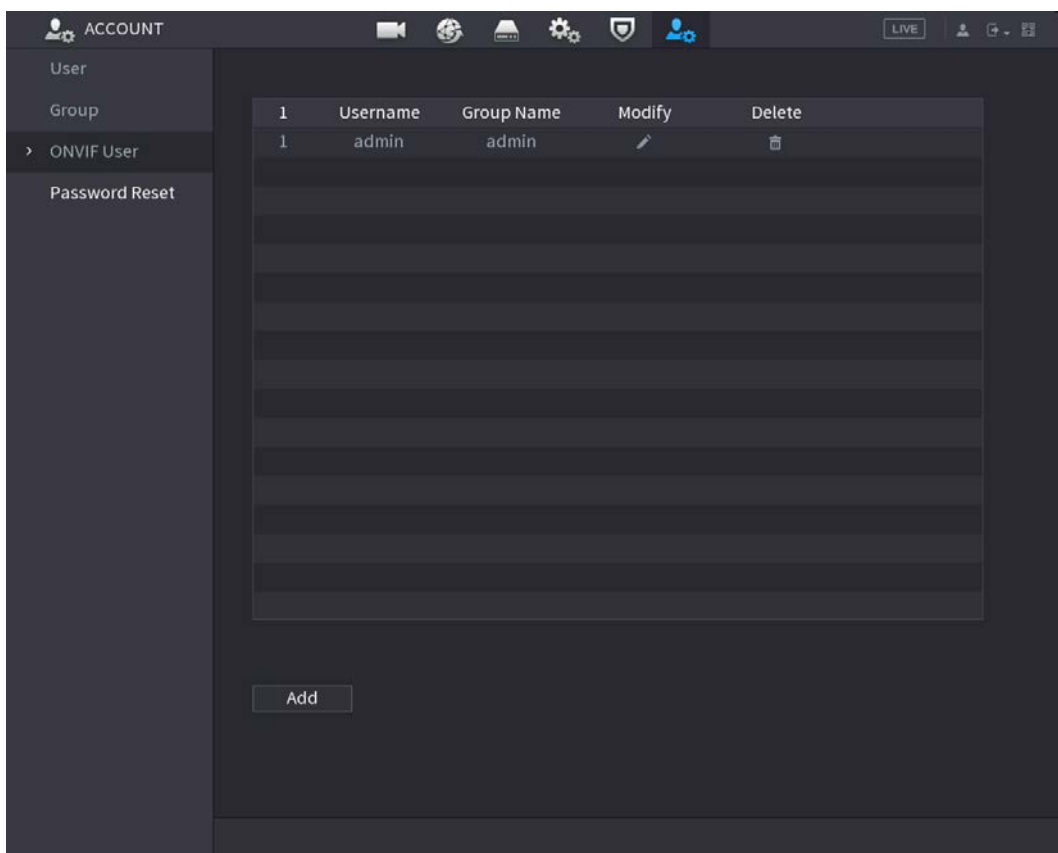 ACCOUNT LIVE
User
Group
ONVIF User
Password Reset
1 Username Group Name Modify Delete
1 admin admin
Add